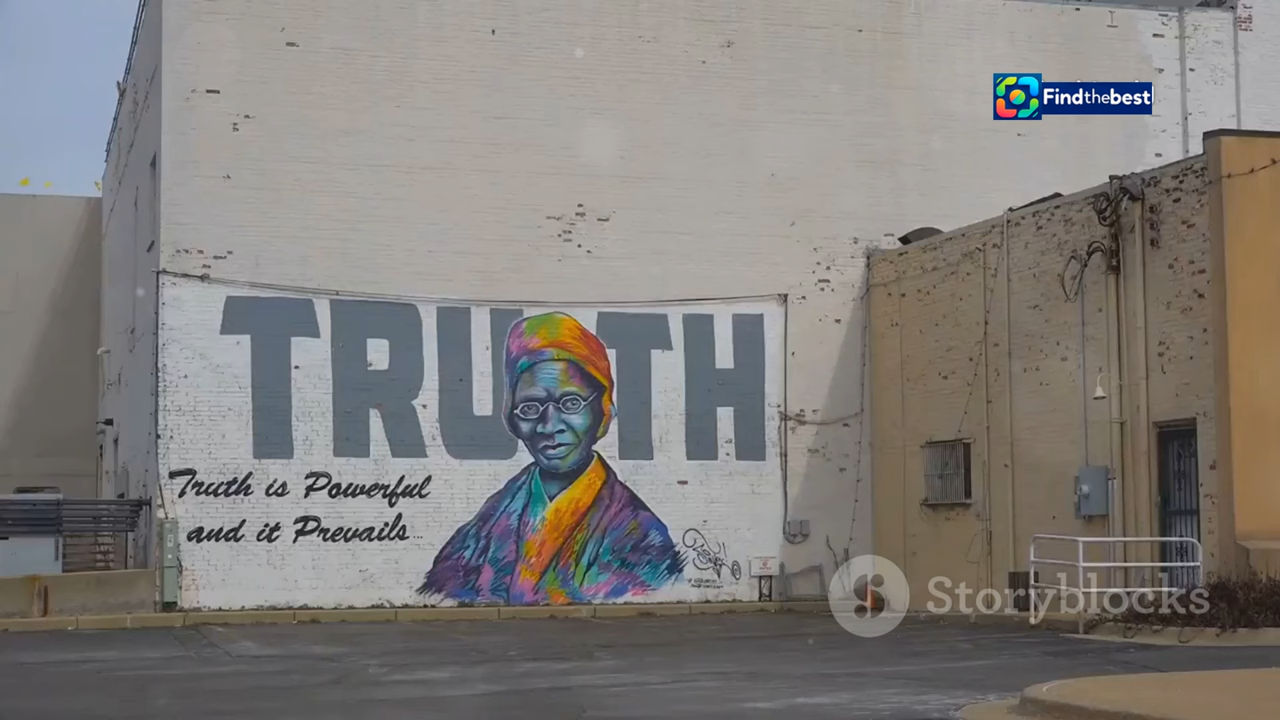 Findthebest
TRUTH
Truth is Powerful
and it Prevails...
Storyblocks